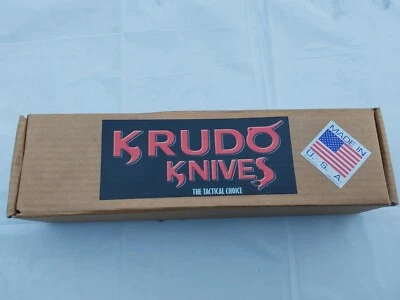 KRUDO
KNIVES
THE TACTICAL CHOICE
MADE IN
U.S.A